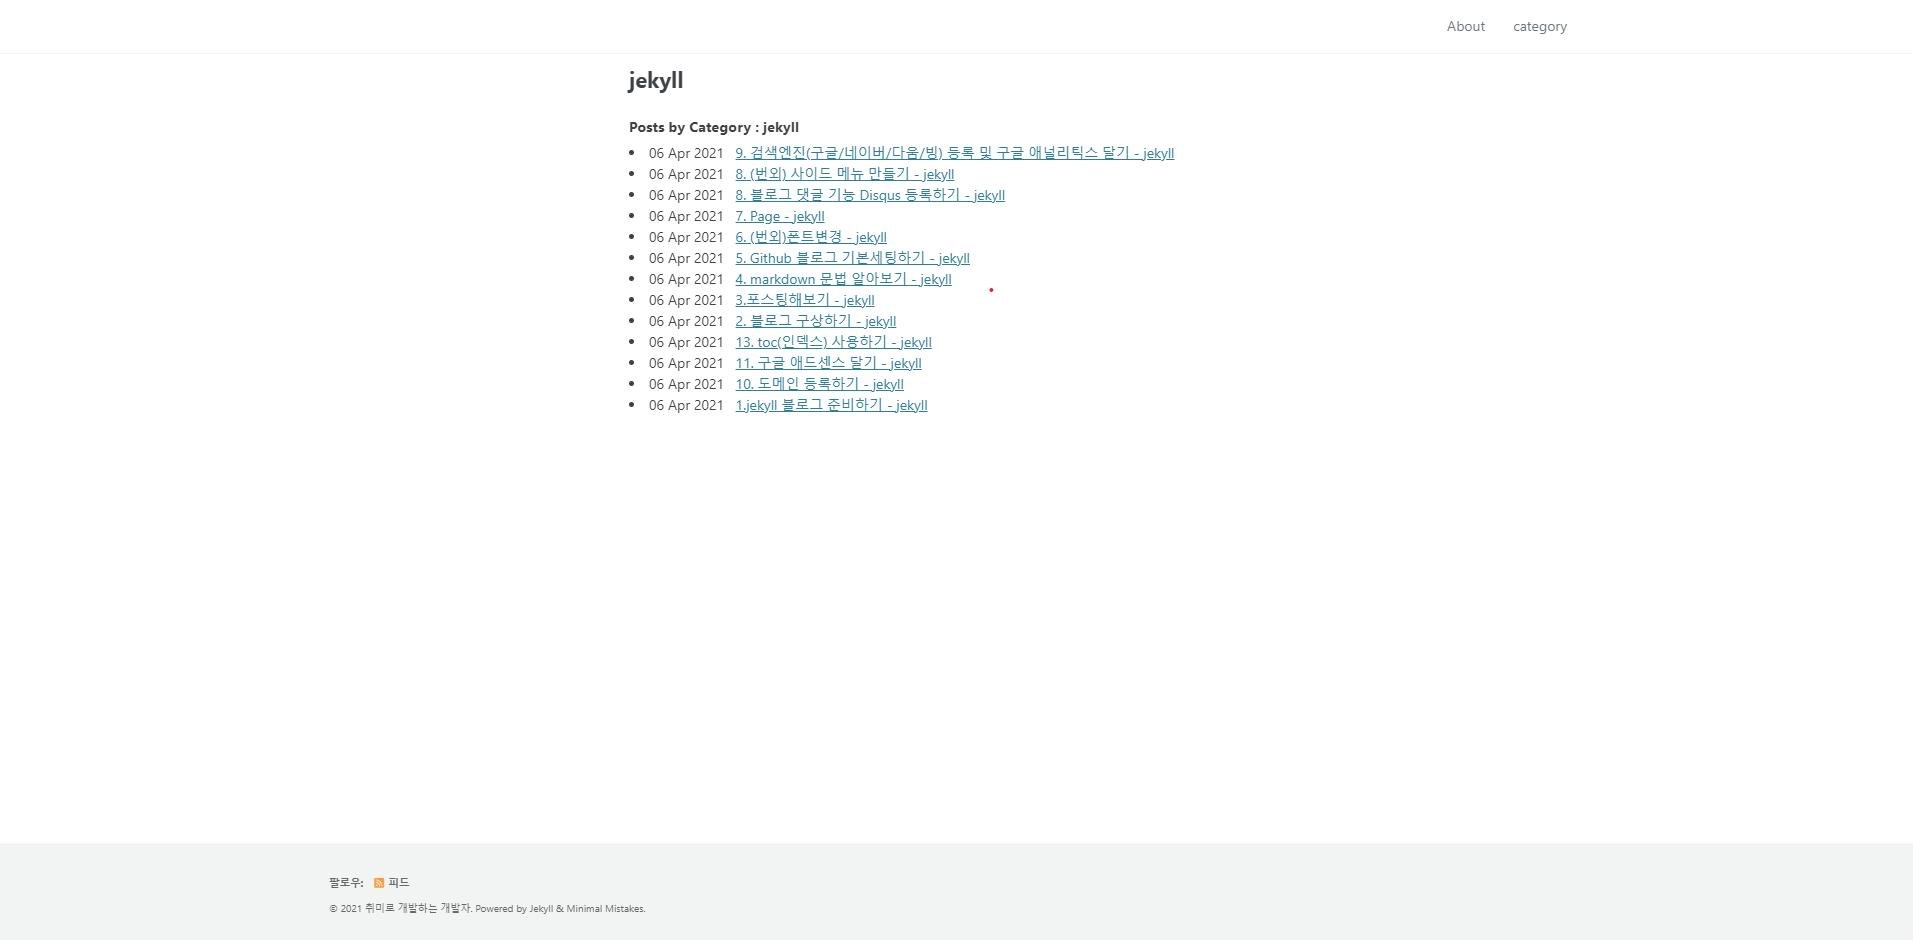 About category
jekyll
Posts by Category : jekyll
06 Apr 2021 9. 검색엔진(구글/네이버/다움/빙) 등록 및 구글 애널리틱스 달기 - jekyll
06 Apr 2021 8. (번외) 사이드 메뉴 만들기 - jekyll
06 Apr 2021 8. 블로그 댓글 기능 Disqus 등록하기 - jekyll
06 Apr 2021 7. Page - jekyll
06 Apr 2021 6. (번외)폰트변경 - jekyll
06 Apr 2021 5. Github 블로그 기본세팅하기 - jekyll
06 Apr 2021 4. markdown 문법 알아보기 - jekyll
06 Apr 2021 3.포스팅해보기 - jekyll
06 Apr 2021 2. 블로그 구상하기 - jekyll
06 Apr 2021 13. toc(인덱스) 사용하기 - jekyll
06 Apr 2021 11. 구글 애드센스 달기 - jekyll
06 Apr 2021 10. 도메인 등록하기 - jekyll
06 Apr 2021 1.jekyll 블로그 준비하기 - jekyll
팔로우: 피드
© 2021 취미로 개발하는 개발자. Powered by Jekyll & Minimal Mistakes.